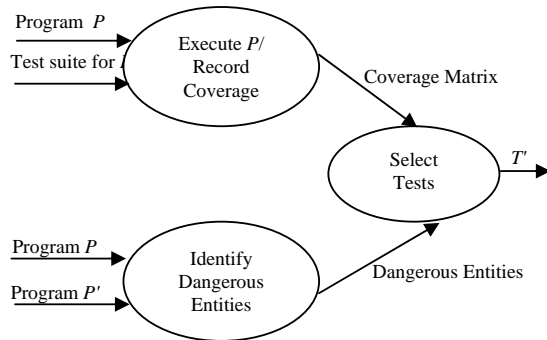 Program P
Test suite for
Execute P/
Record
Coverage
Coverage Matrix
Select
Tests
T'
Program P
Program P'
Identify
Dangerous
Entities
Dangerous Entities